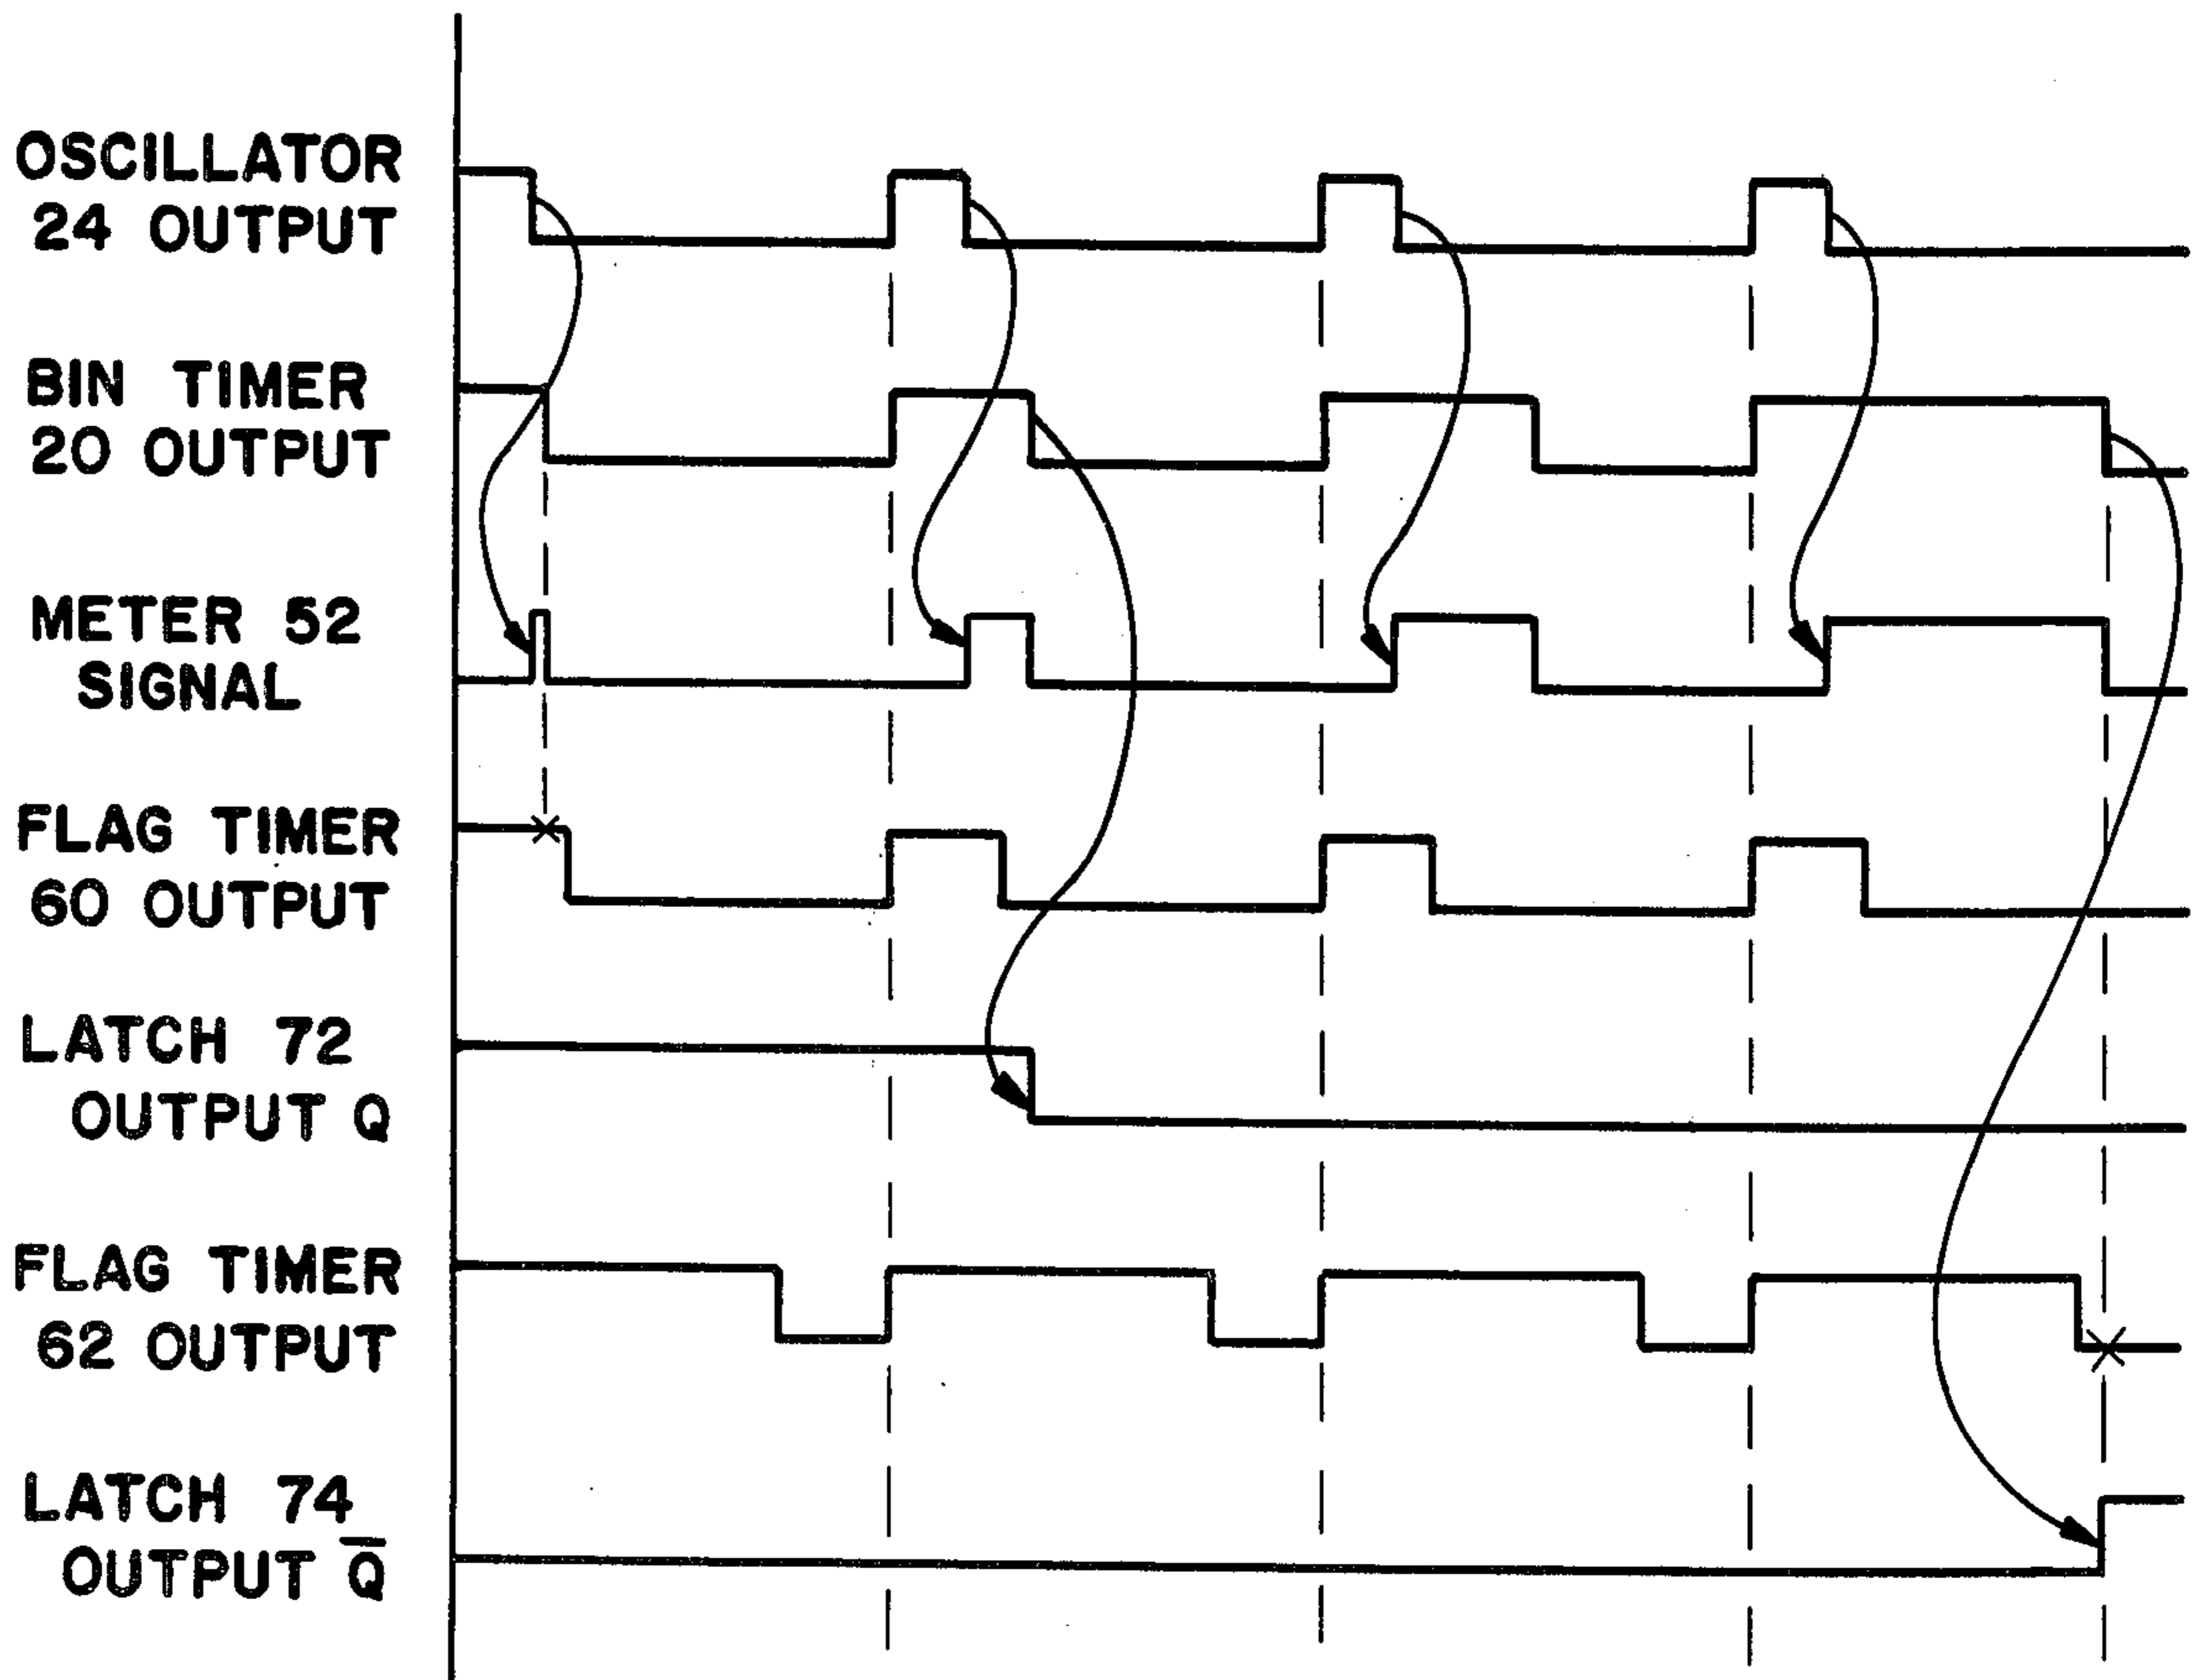 OSCILLATOR
24 OUTPUT
BIN TIMER
20 OUTPUT
METER 52
SIGNAL
FLAG TIMER
60 OUTPUT
LATCH 72
OUTPUT Q
FLAG TIMER
62 OUTPUT
LATCH 74
OUTPUT Q̅